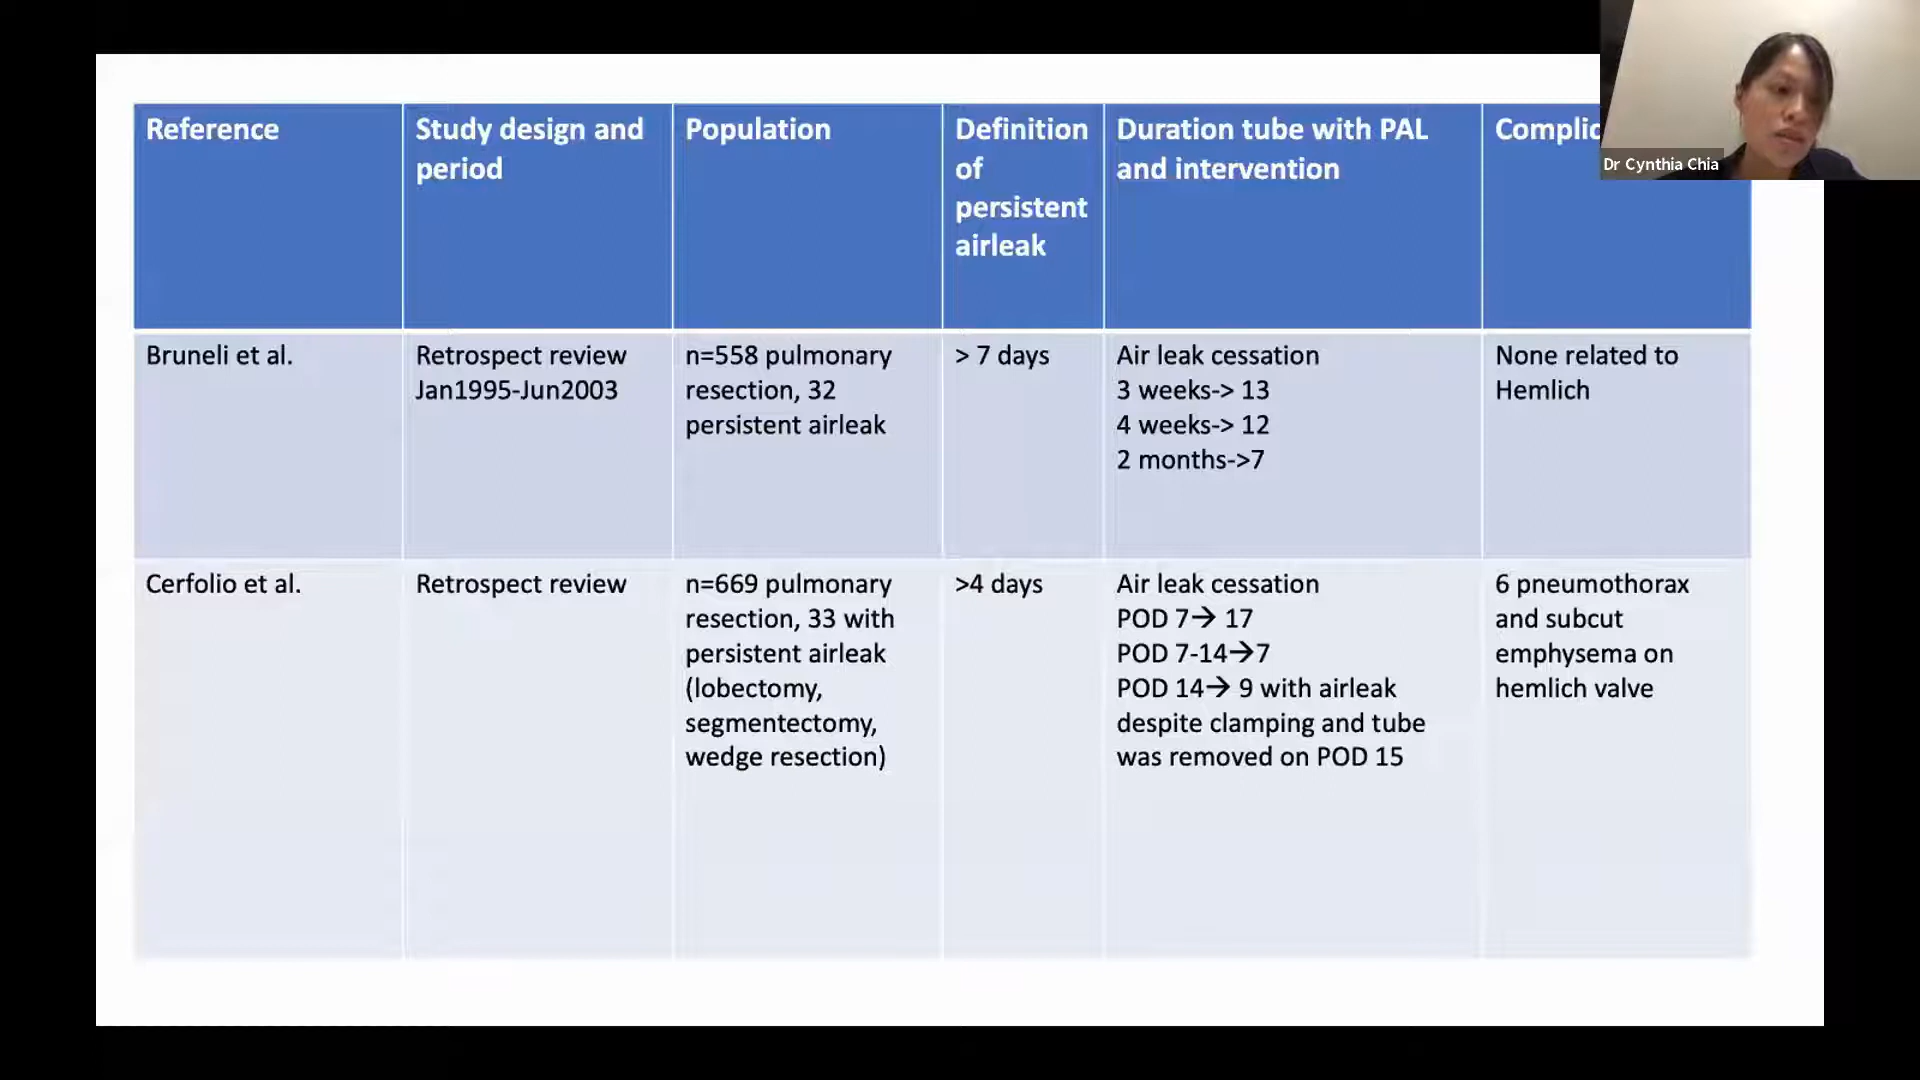 Reference
Study design and
period
Population
Definition
of
persistent
airleak
Duration tube with PAL
and intervention
Dr Cynthia Chia
Bruneli et al.
Retrospect review
Jan1995-Jun2003
n=558 pulmonary
resection, 32
persistent airleak
> 7 days
Air leak cessation
3 weeks-> 13
4 weeks-> 12
2 months->7
None related to
Hemlich
Cerfolio et al.
Retrospect review
n=669 pulmonary
resection, 33 with
persistent airleak
(lobectomy,
segmentectomy,
wedge resection)
>4 days
Air leak cessation
POD 7→ 17
POD 7-14→7
POD 14→ 9 with airleak
despite clamping and tube
was removed on POD 15
6 pneumothorax
and subcut
emphysema on
hemlich valve